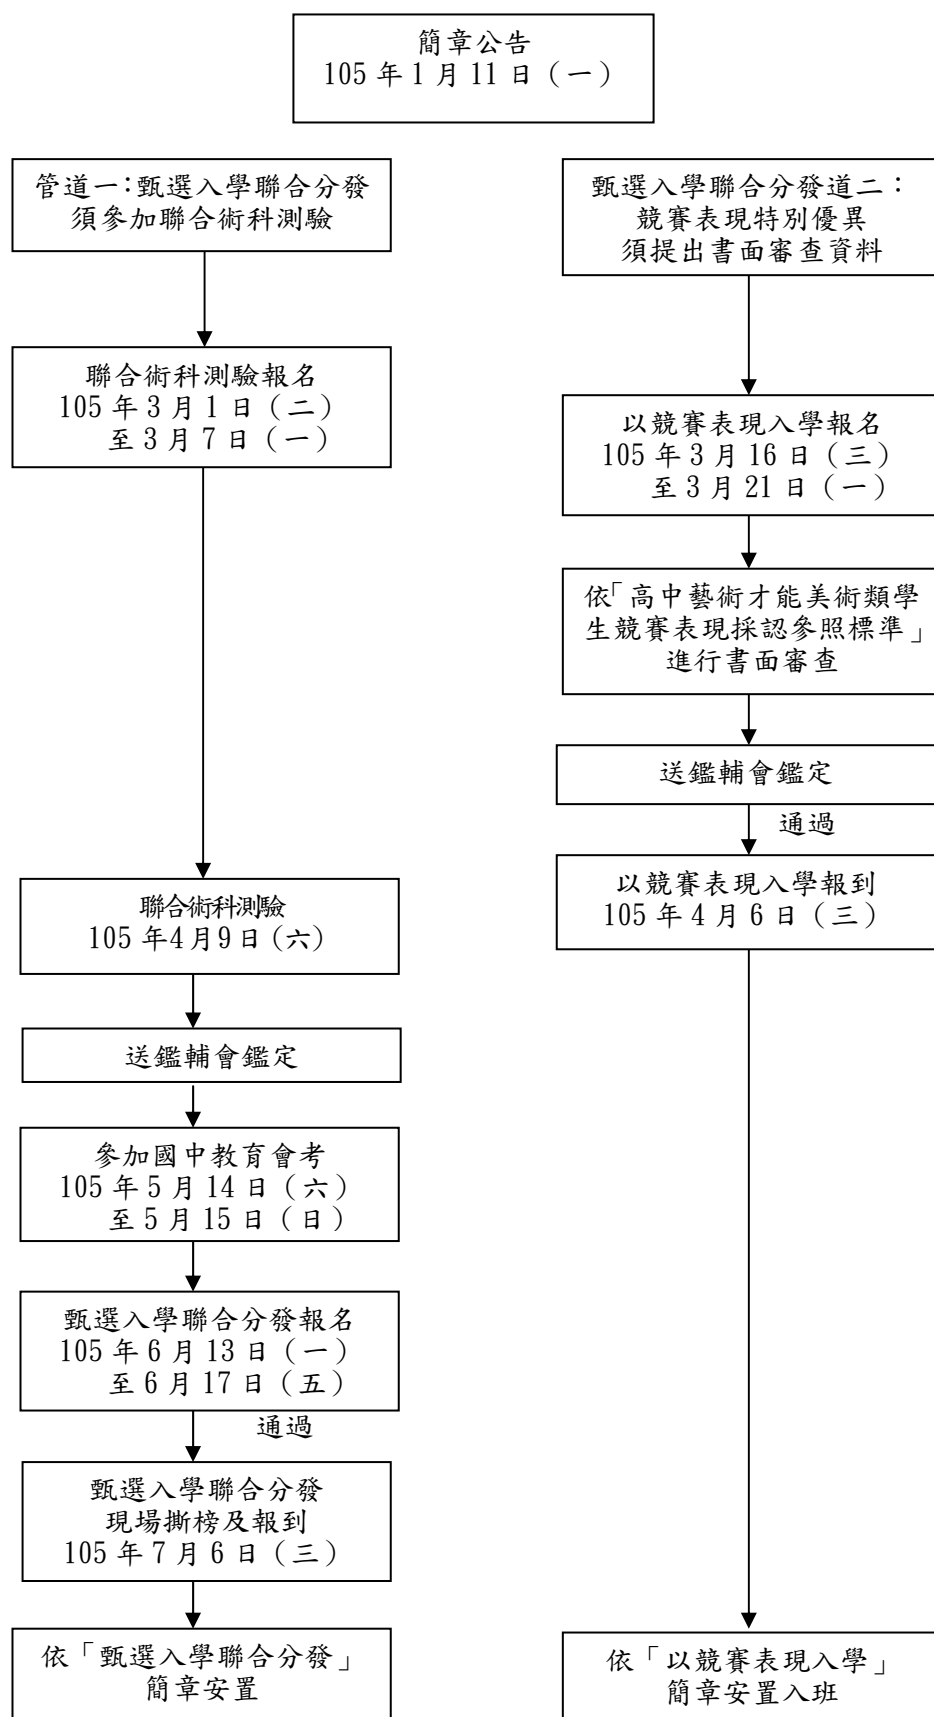 簡章公告
105 年 1 月 11 日（一）
管道一：甄選入學聯合分發
須參加聯合術科測驗
聯合術科測驗報名
105 年 3 月 1 日（二）
至 3 月 7 日（一）
聯合術科測驗
105 年4月9日（六）
送鑑輔會鑑定
參加國中教育會考
105 年 5 月 14 日（六）
至 5 月 15 日（日）
甄選入學聯合分發報名
105 年 6 月 13 日（一）
至 6 月 17 日（五）
通過
甄選入學聯合分發
現場撕榜及報到
105 年 7 月 6 日（三）
依「甄選入學聯合分發」
簡章安置
甄選入學聯合分發道二：
競賽表現特別優異
須提出書面審查資料
以競賽表現入學報名
105 年 3 月 16 日（三）
至 3 月 21 日（一）
依「高中藝術才能美術類學
生競賽表現採認參照標準」
進行書面審查
送鑑輔會鑑定
通過
以競賽表現入學報到
105 年 4 月 6 日（三）
依「以競賽表現入學」
簡章安置入班